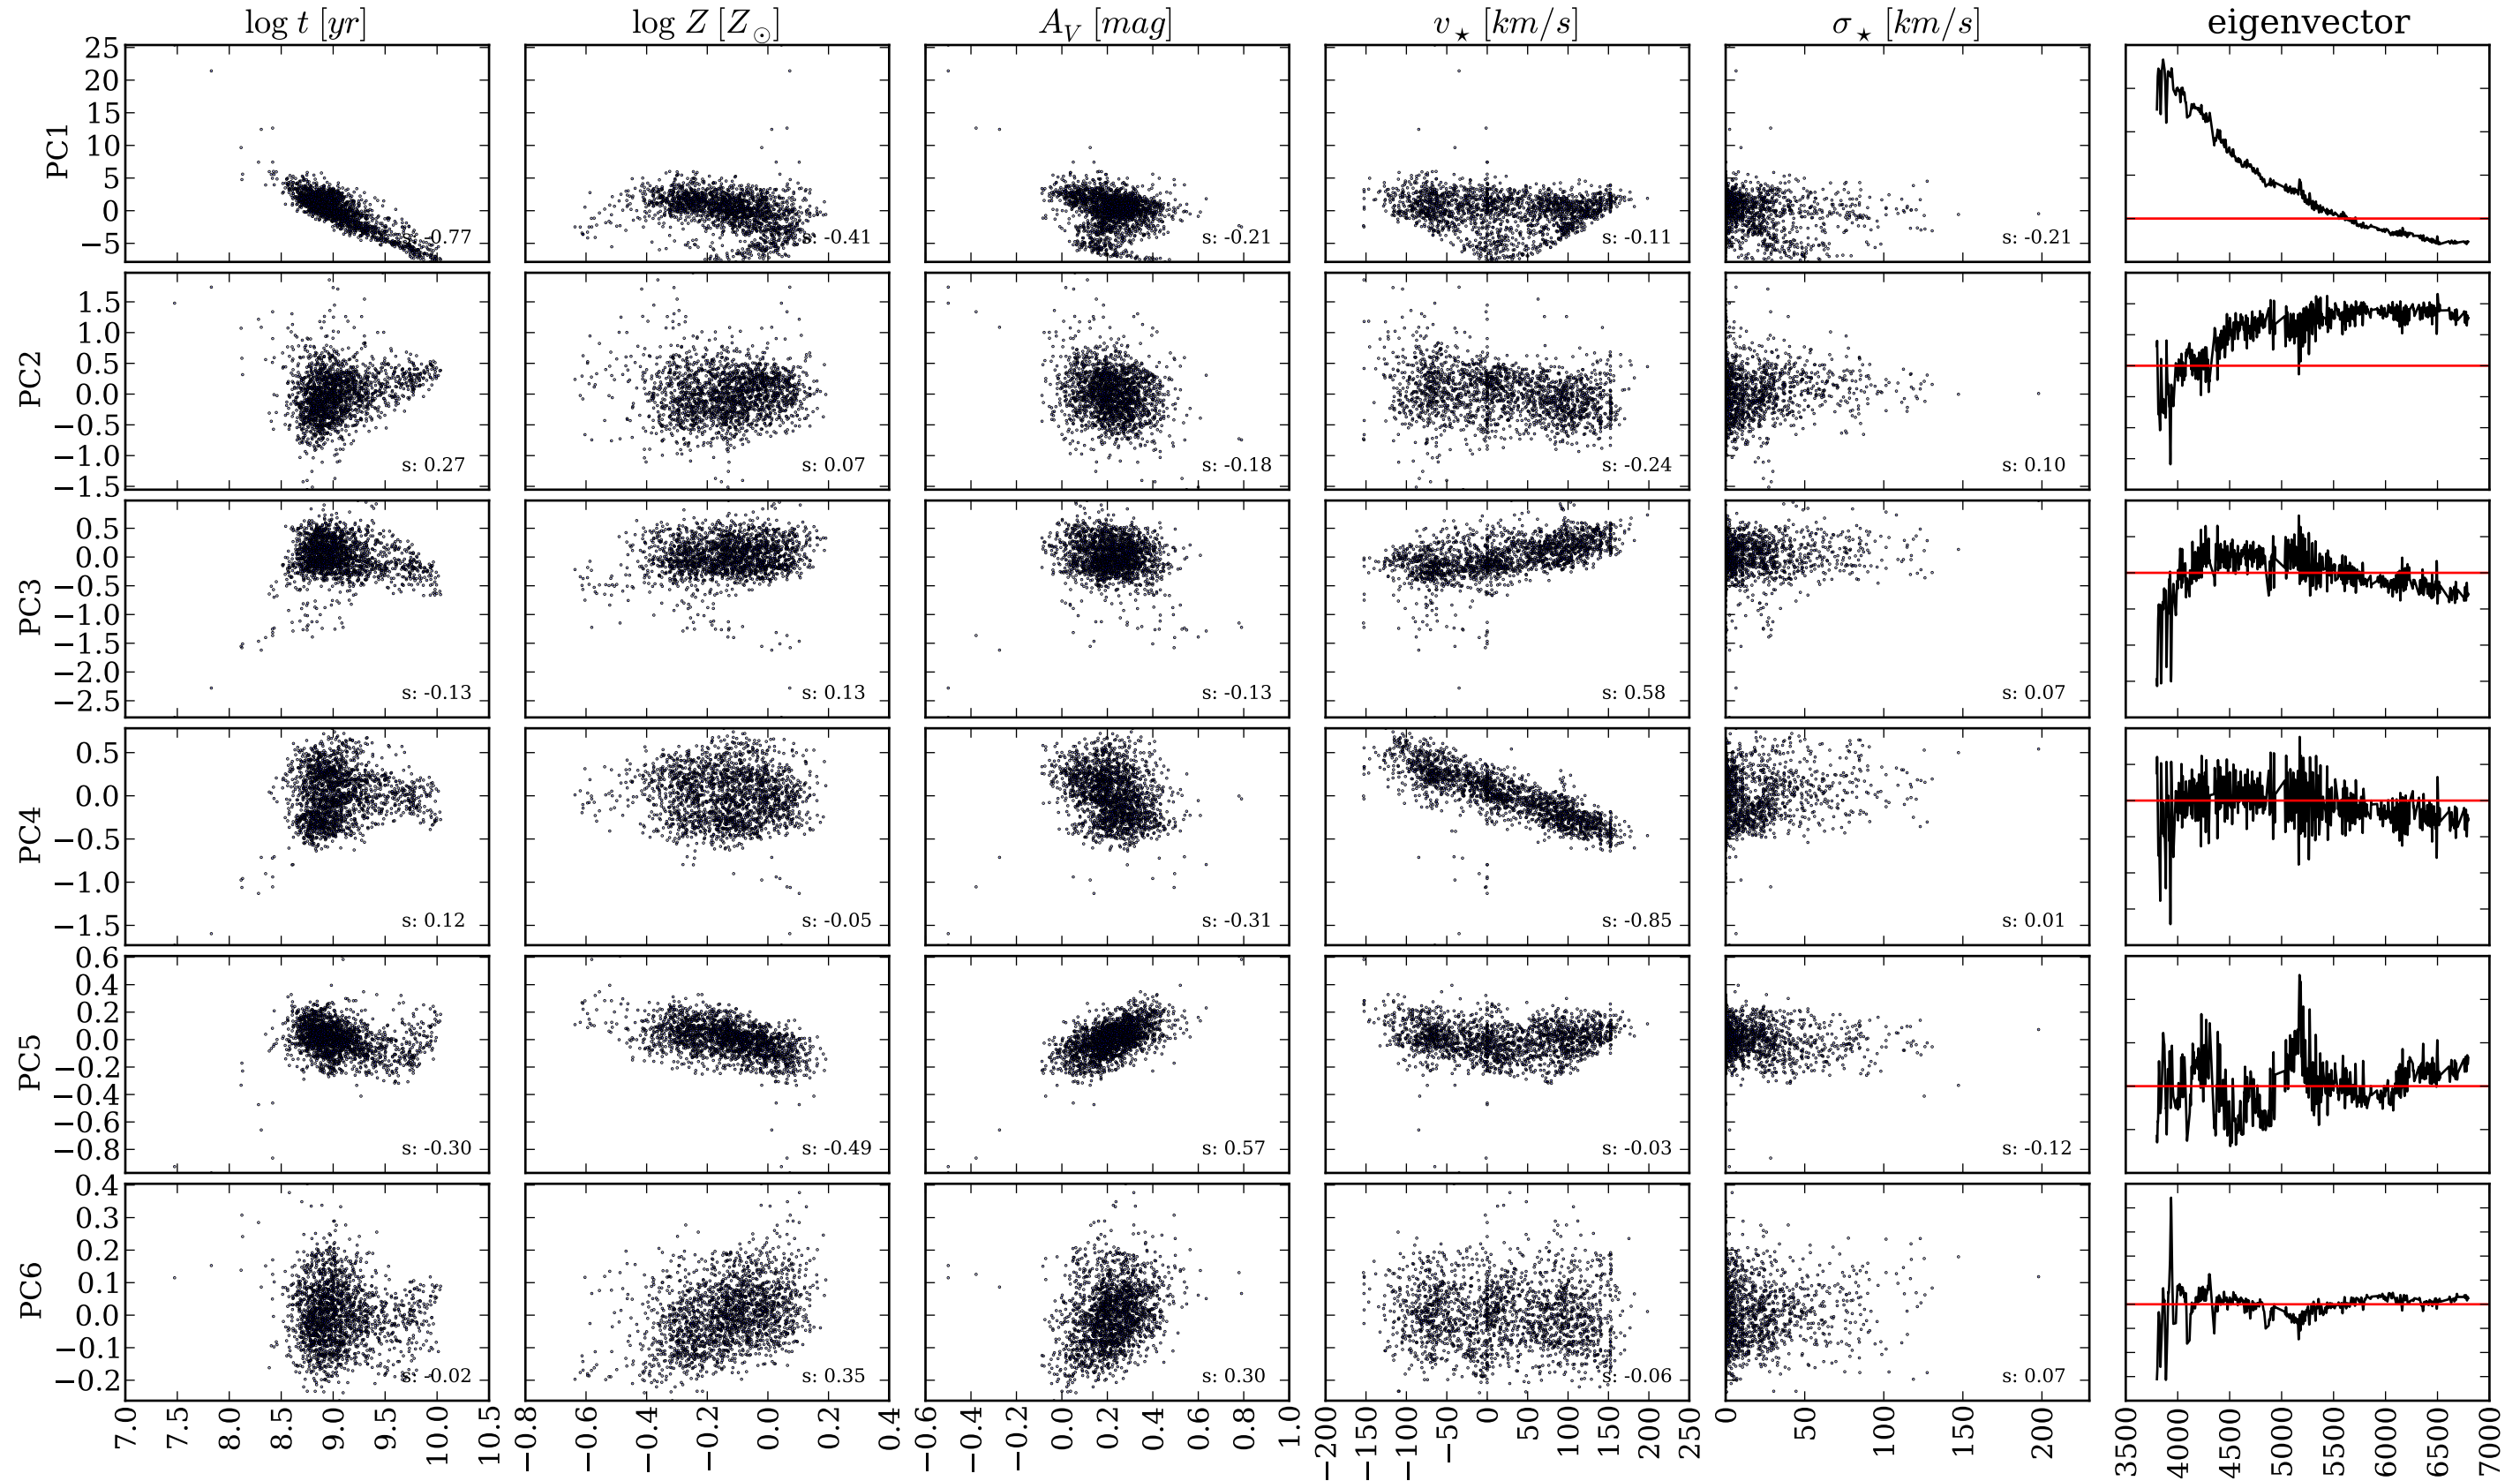 log t [yr] log Z [Z⊙] A_V [mag] v⋆ [km/s] σ⋆ [km/s] eigenvector
PC1
25
20
15
10
5
0
−5
s: -0.77 s: -0.41 s: -0.21 s: -0.11 s: -0.21
PC2
1.5
1.0
0.5
0.0
−0.5
−1.0
−1.5
s: 0.27 s: 0.07 s: -0.18 s: -0.24 s: 0.10
PC3
0.5
0.0
−0.5
−1.0
−1.5
−2.0
−2.5
s: -0.13 s: 0.13 s: -0.13 s: 0.58 s: 0.07
PC4
0.5
0.0
−0.5
−1.0
−1.5
s: 0.12 s: -0.05 s: -0.31 s: -0.85 s: 0.01
PC5
0.6
0.4
0.2
0.0
−0.2
−0.4
−0.6
−0.8
s: -0.30 s: -0.49 s: 0.57 s: -0.03 s: -0.12
PC6
0.4
0.3
0.2
0.1
0.0
−0.1
−0.2
s: -0.02 s: 0.35 s: 0.30 s: -0.06 s: 0.07
7.0 7.5 8.0 8.5 9.0 9.5 10.0 10.5
−0.8 −0.6 −0.4 −0.2 0.0 0.2 0.4
−0.6 −0.4 −0.2 0.0 0.2 0.4 0.6 0.8 1.0
−200 −150 −100 −50 0 50 100 150 200 250
0 50 100 150 200
3500 4000 4500 5000 5500 6000 6500 7000